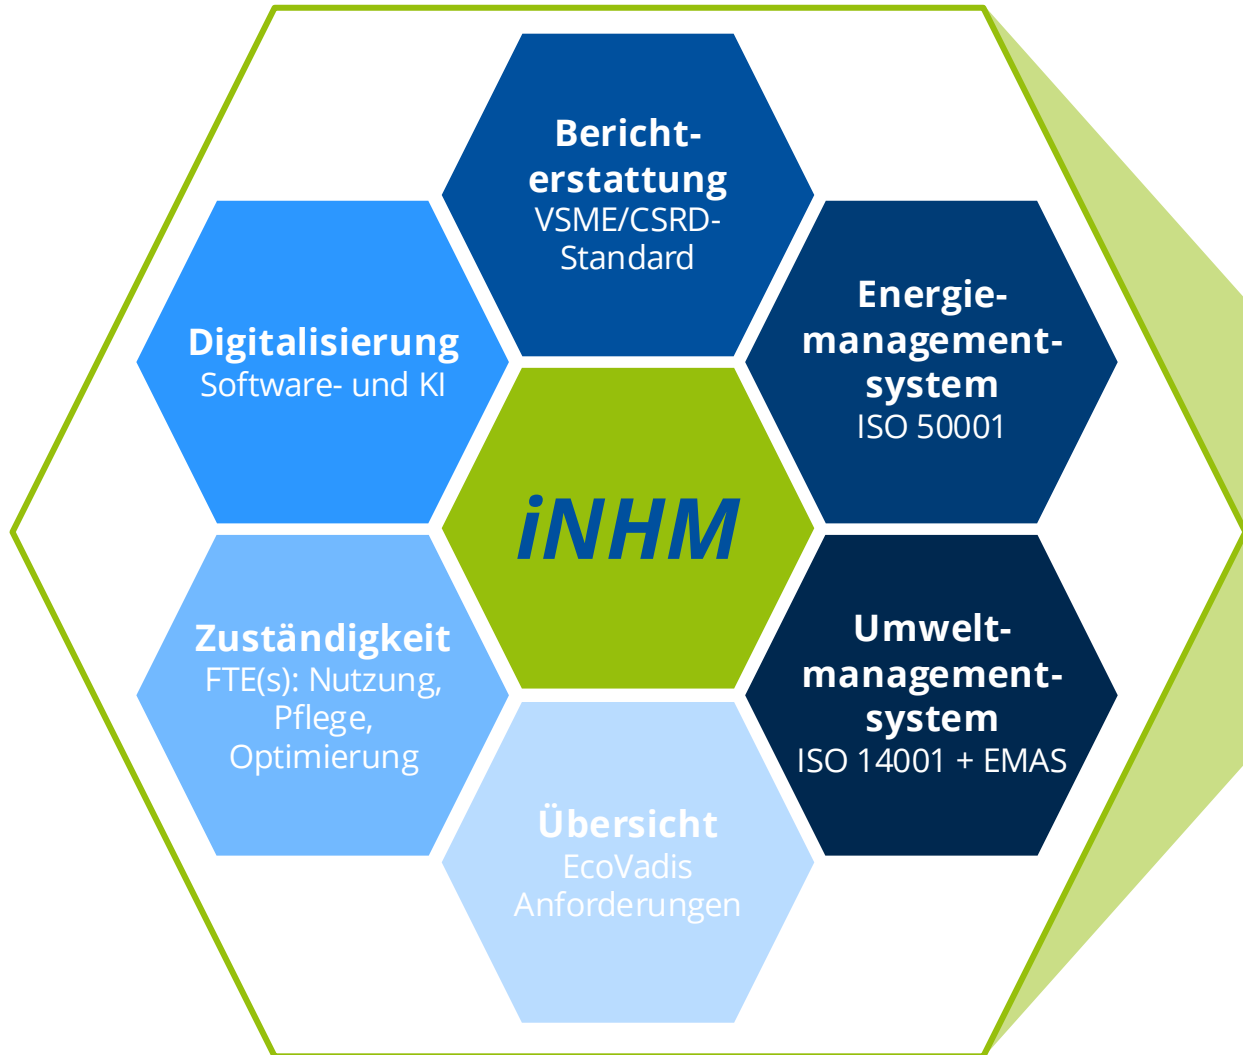 Bericht-
erstattung
VSME/CSRD-
Standard
Energie-
management-
system
ISO 50001
Digitalisierung
Software- und KI
iNHM
Zuständigkeit
FTE(s): Nutzung,
Pflege,
Optimierung
Umwelt-
management-
system
ISO 14001 + EMAS
Übersicht
EcoVadis
Anforderungen